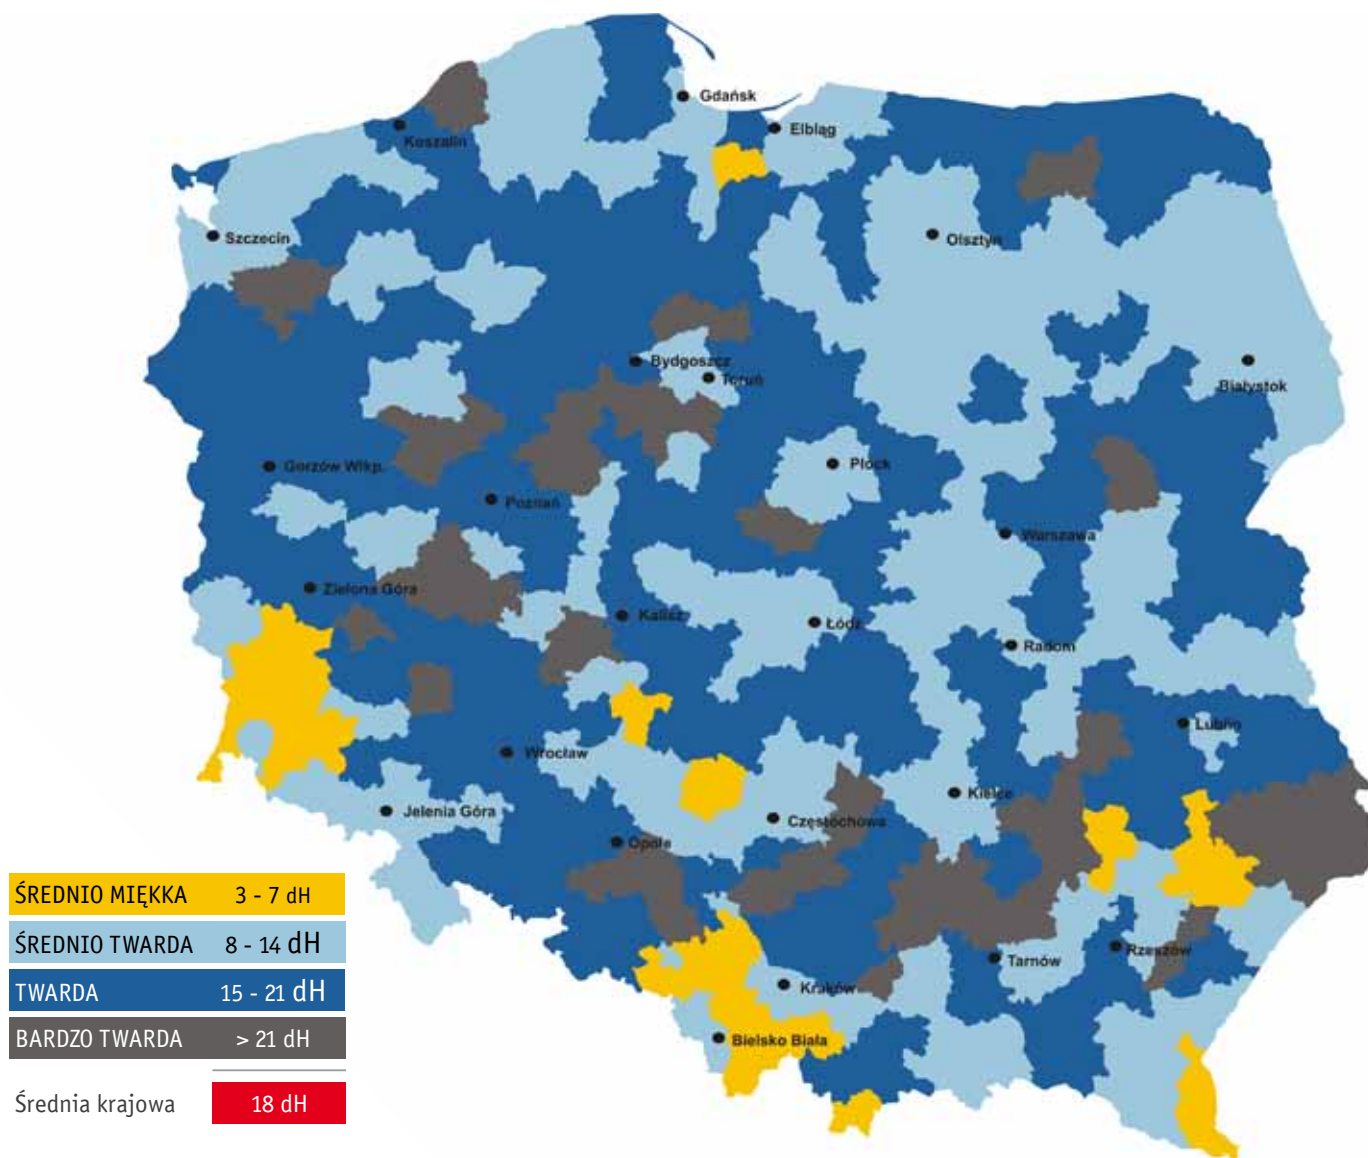 Gdańsk
Koszalin
Elbląg
Szczecin
Olsztyn
Bydgoszcz
Toruń
Białystok
Gorzów Wlkp.
Płock
Poznań
Warszawa
Zielona Góra
Kalisz
Łódź
Radom
Lublin
Wrocław
Kielce
Jelenia Góra
Częstochowa
Opole
Rzeszów
Tarnów
Kraków
Bielsko Biała
ŚREDNIO MIĘKKA 3 - 7 dH
ŚREDNIO TWARDA 8 - 14 dH
TWARDA 15 - 21 dH
BARDZO TWARDA > 21 dH
Średnia krajowa 18 dH